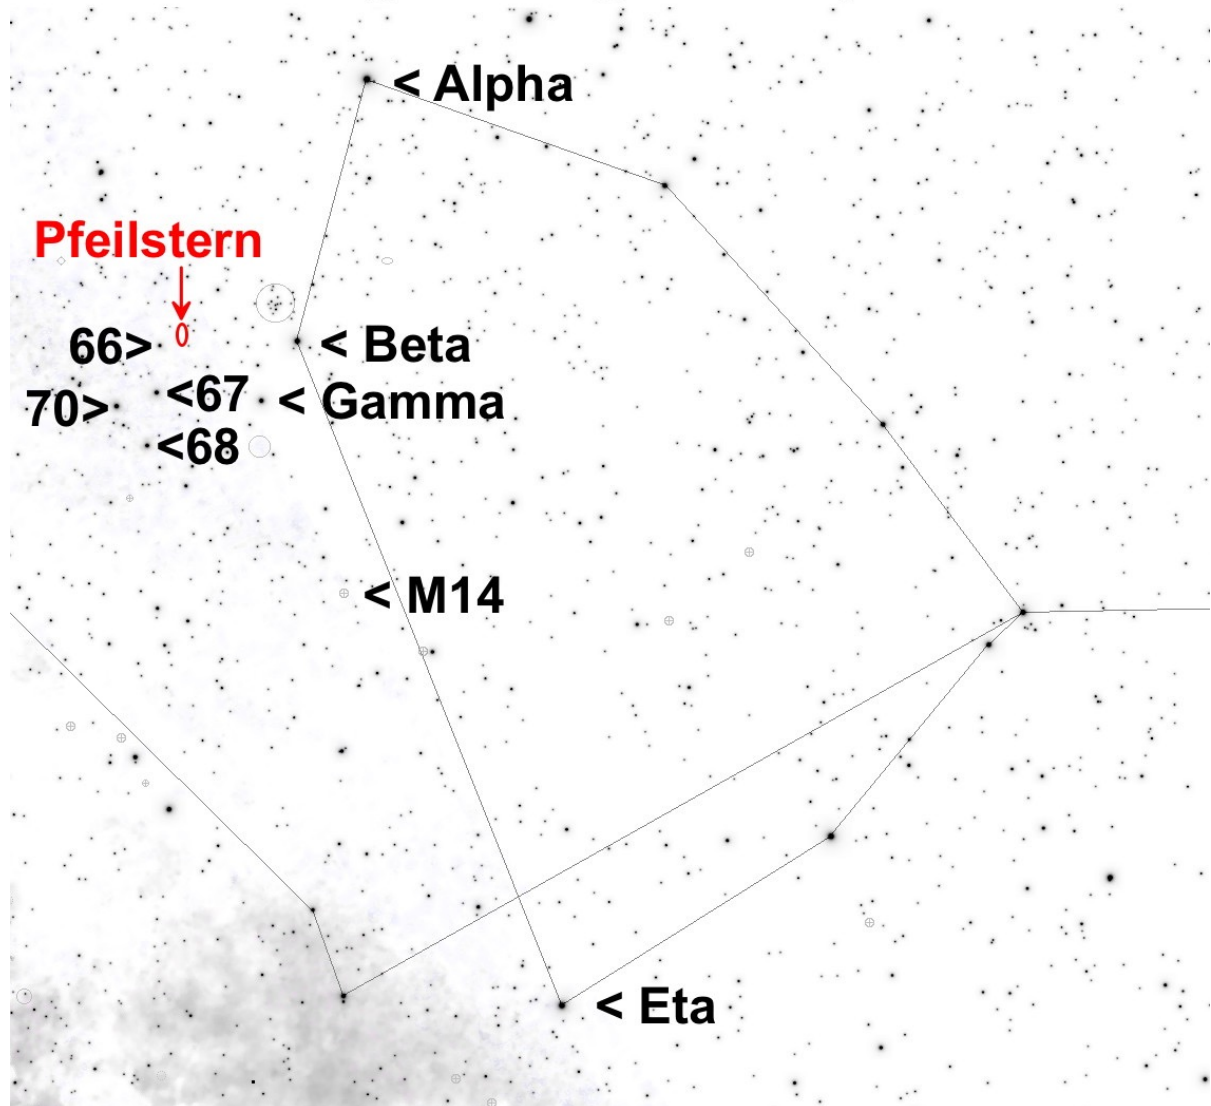 < Alpha
Pfeilstern
66>
< Beta
70>
<67
< Gamma
<68
< M14
< Eta